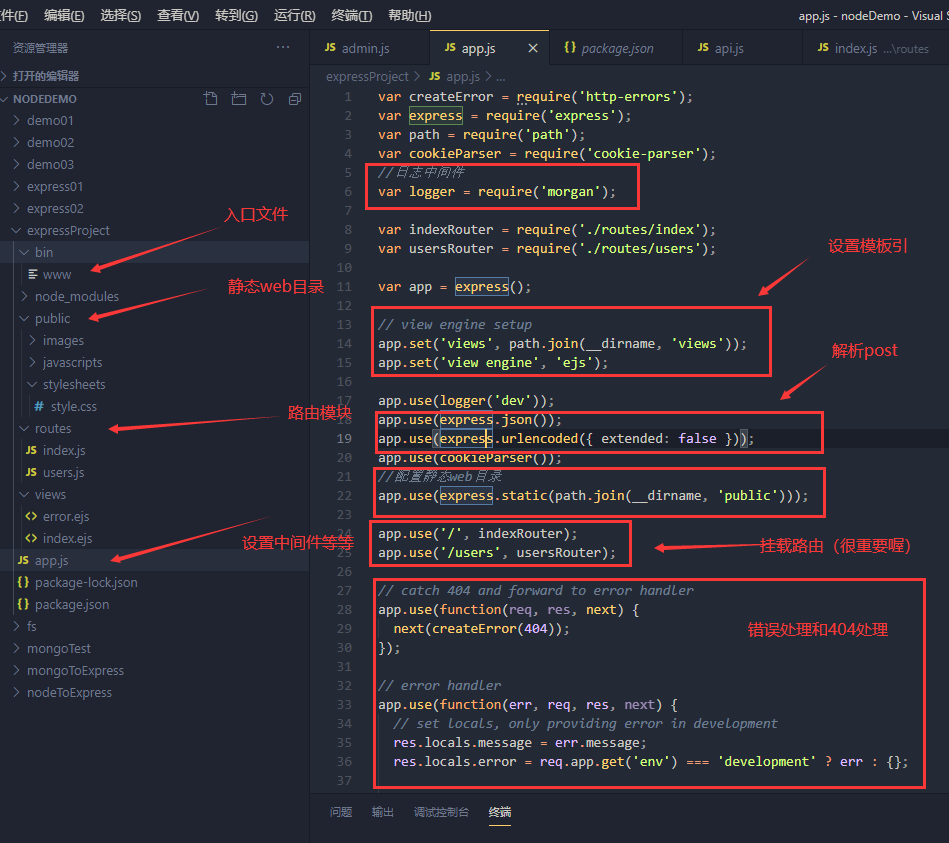 件(F) 编辑(E) 选择(S) 查看(V) 转到(G) 运行(R) 终端(T) 帮助(H) app.js - nodeDemo - Visual S
资源管理器 ···
打开的编辑器
NODEDEMO
demo01
demo02
demo03
express01
express02
expressProject
bin
www
node_modules
public
images
javascripts
stylesheets
# style.css
routes
JS index.js
JS users.js
views
<> error.ejs
<> index.ejs
JS app.js
{} package-lock.json
{} package.json
fs
mongoTest
mongoToExpress
nodeToExpress
入口文件
静态web目录
路由模块
设置中间件等等
JS admin.js
JS app.js ×
{} package.json
JS api.js
JS index.js ...\routes
expressProject > JS app.js > ...
1 var createError = require('http-errors');
2 var express = require('express');
3 var path = require('path');
4 var cookieParser = require('cookie-parser');
5 //日志中间件
6 var logger = require('morgan');
7
8 var indexRouter = require('./routes/index');
9 var usersRouter = require('./routes/users');
10
11 var app = express();
12
13 // view engine setup
14 app.set('views', path.join(__dirname, 'views'));
15 app.set('view engine', 'ejs');
16
17 app.use(logger('dev'));
18 app.use(express.json());
19 app.use(express.urlencoded({ extended: false }));
20 app.use(cookieParser());
21 //配置静态web目录
22 app.use(express.static(path.join(__dirname, 'public')));
23
24 app.use('/', indexRouter);
25 app.use('/users', usersRouter);
26
27 // catch 404 and forward to error handler
28 app.use(function(req, res, next) {
29 next(createError(404));
30 });
31
32 // error handler
33 app.use(function(err, req, res, next) {
34 // set locals, only providing error in development
35 res.locals.message = err.message;
36 res.locals.error = req.app.get('env') === 'development' ? err : {};
37
设置模板引
解析post
挂载路由（很重要喔）
错误处理和404处理
问题 输出 调试控制台 终端